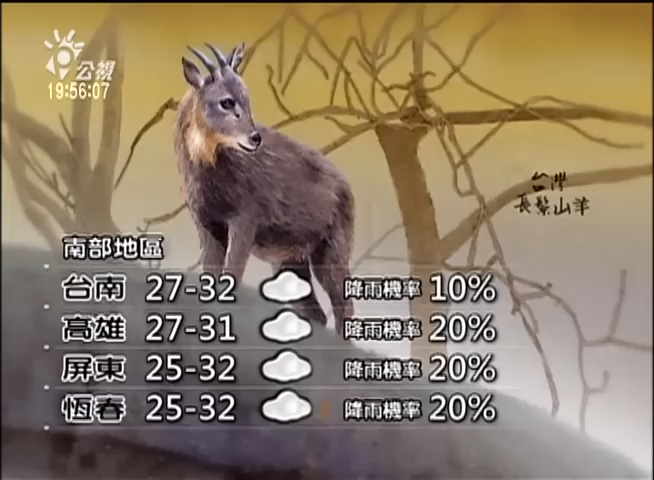 公視
19:56:07
台灣
長鬃山羊
南部地區
台南 27-32 降雨機率 10%
高雄 27-31 降雨機率 20%
屏東 25-32 降雨機率 20%
恆春 25-32 降雨機率 20%